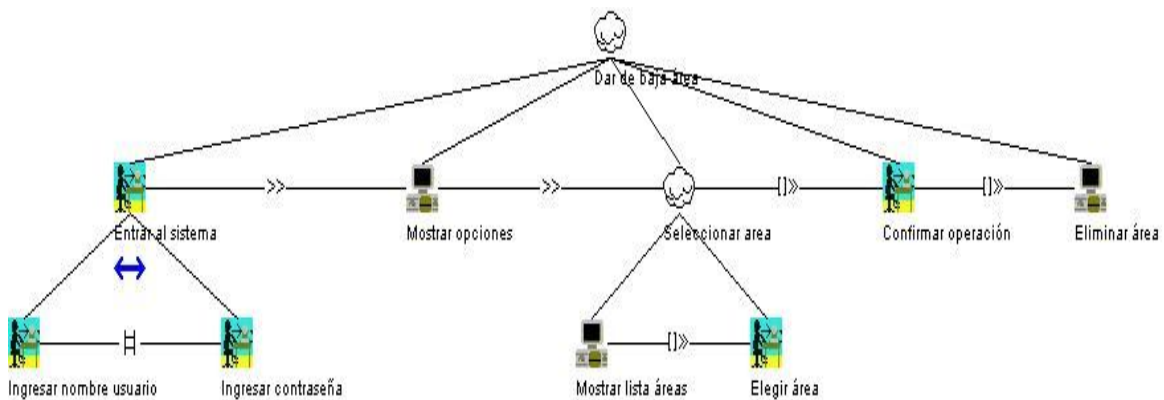 Dar de baja área
>>
>>
[]»
[]»
Entrar al sistema
Mostrar opciones
Seleccionar area
Confirmar operación
Eliminar área
[]»
Ingresar nombre usuario
Ingresar contraseña
Mostrar lista áreas
Elegir área